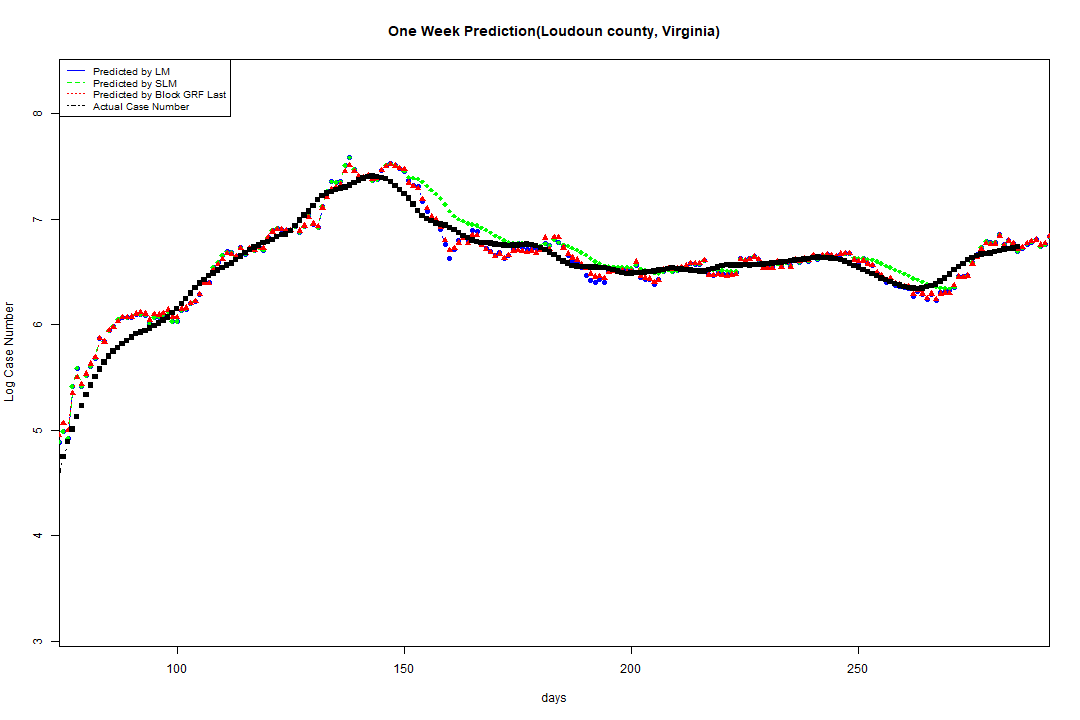 One Week Prediction(Loudoun county, Virginia)
Predicted by LM
Predicted by SLM
Predicted by Block GRF Last
Actual Case Number
8
7
6
5
4
3
Log Case Number
100 150 200 250
days